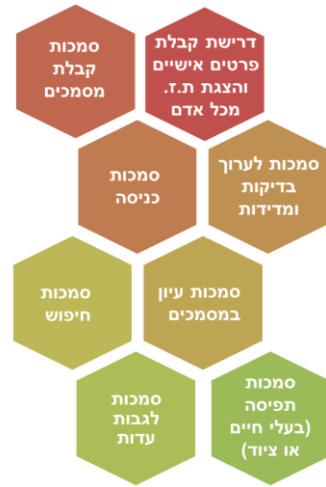 דרישת קבלת
פרטים אישיים
והצגת ת.ז.
מכל אדם
סמכות
קבלת
מסמכים
סמכות לערוך
בדיקות
ומדידות
סמכות
כניסה
סמכות עיון
במסמכים
סמכות
חיפוש
סמכות
תפיסה
(בעלי חיים
או ציוד)
סמכות
לגבות
עדות